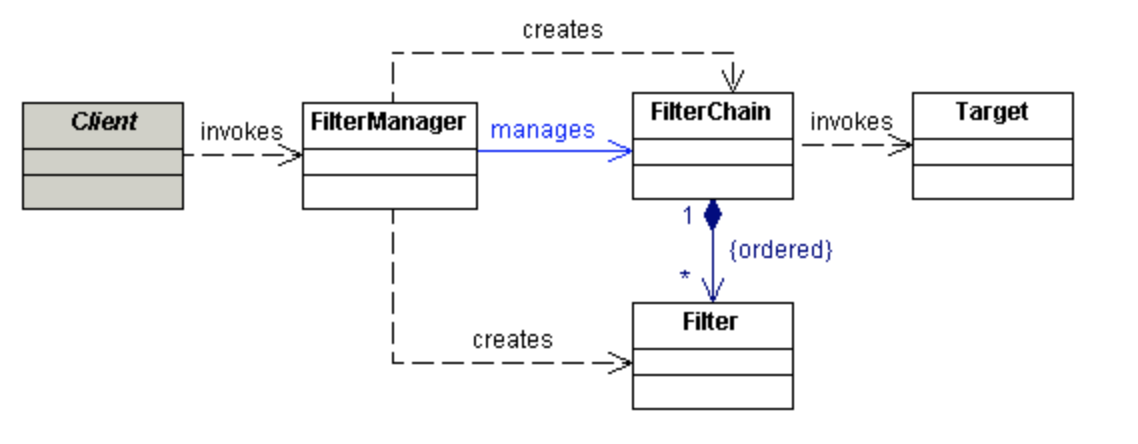 creates
Client
invokes
FilterManager
manages
FilterChain
invokes
Target
1
{ordered}
*
creates
Filter